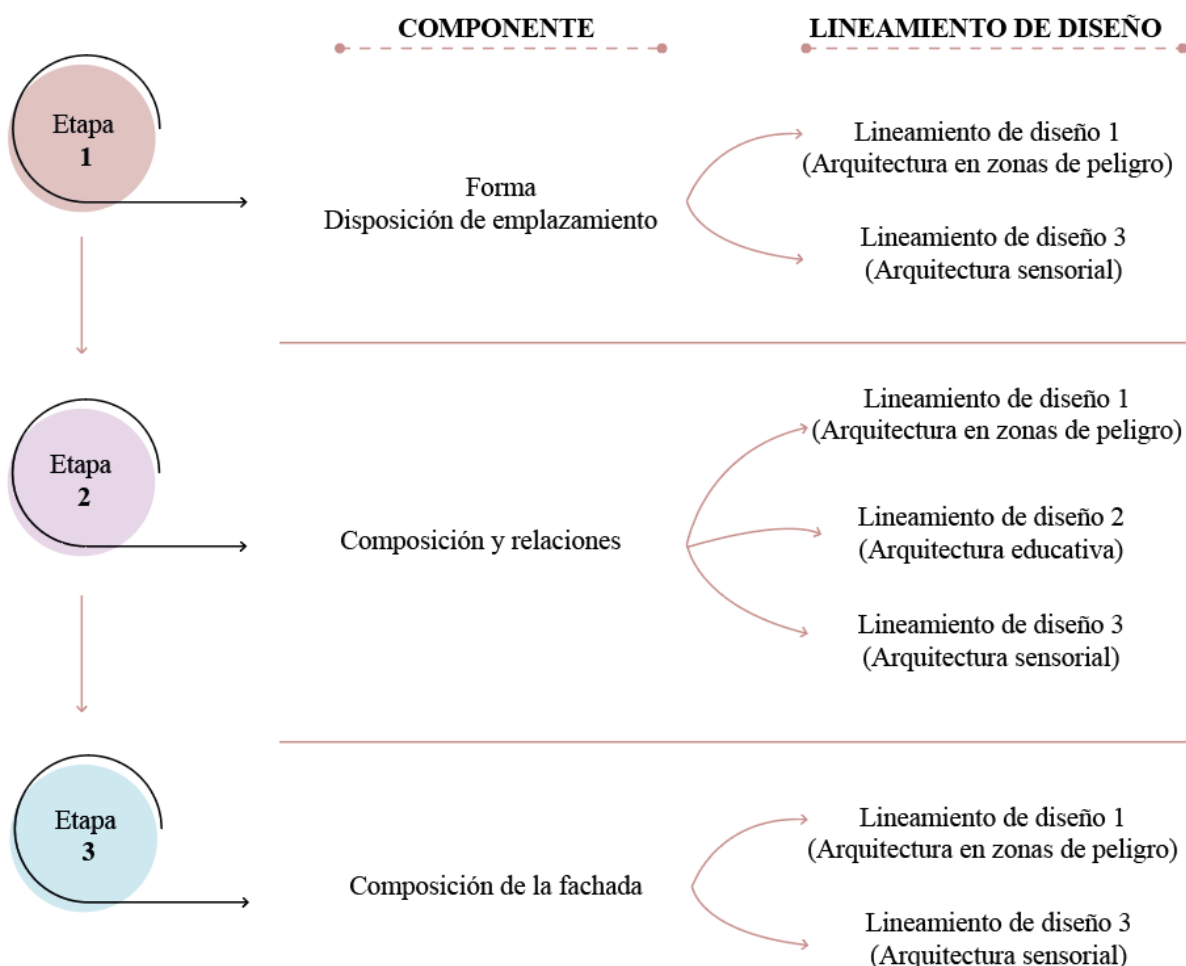 COMPONENTE
LINEAMIENTO DE DISEÑO
Etapa
1
Forma
Disposición de emplazamiento
Lineamiento de diseño 1
(Arquitectura en zonas de peligro)
Lineamiento de diseño 3
(Arquitectura sensorial)
Etapa
2
Composición y relaciones
Lineamiento de diseño 1
(Arquitectura en zonas de peligro)
Lineamiento de diseño 2
(Arquitectura educativa)
Lineamiento de diseño 3
(Arquitectura sensorial)
Etapa
3
Composición de la fachada
Lineamiento de diseño 1
(Arquitectura en zonas de peligro)
Lineamiento de diseño 3
(Arquitectura sensorial)